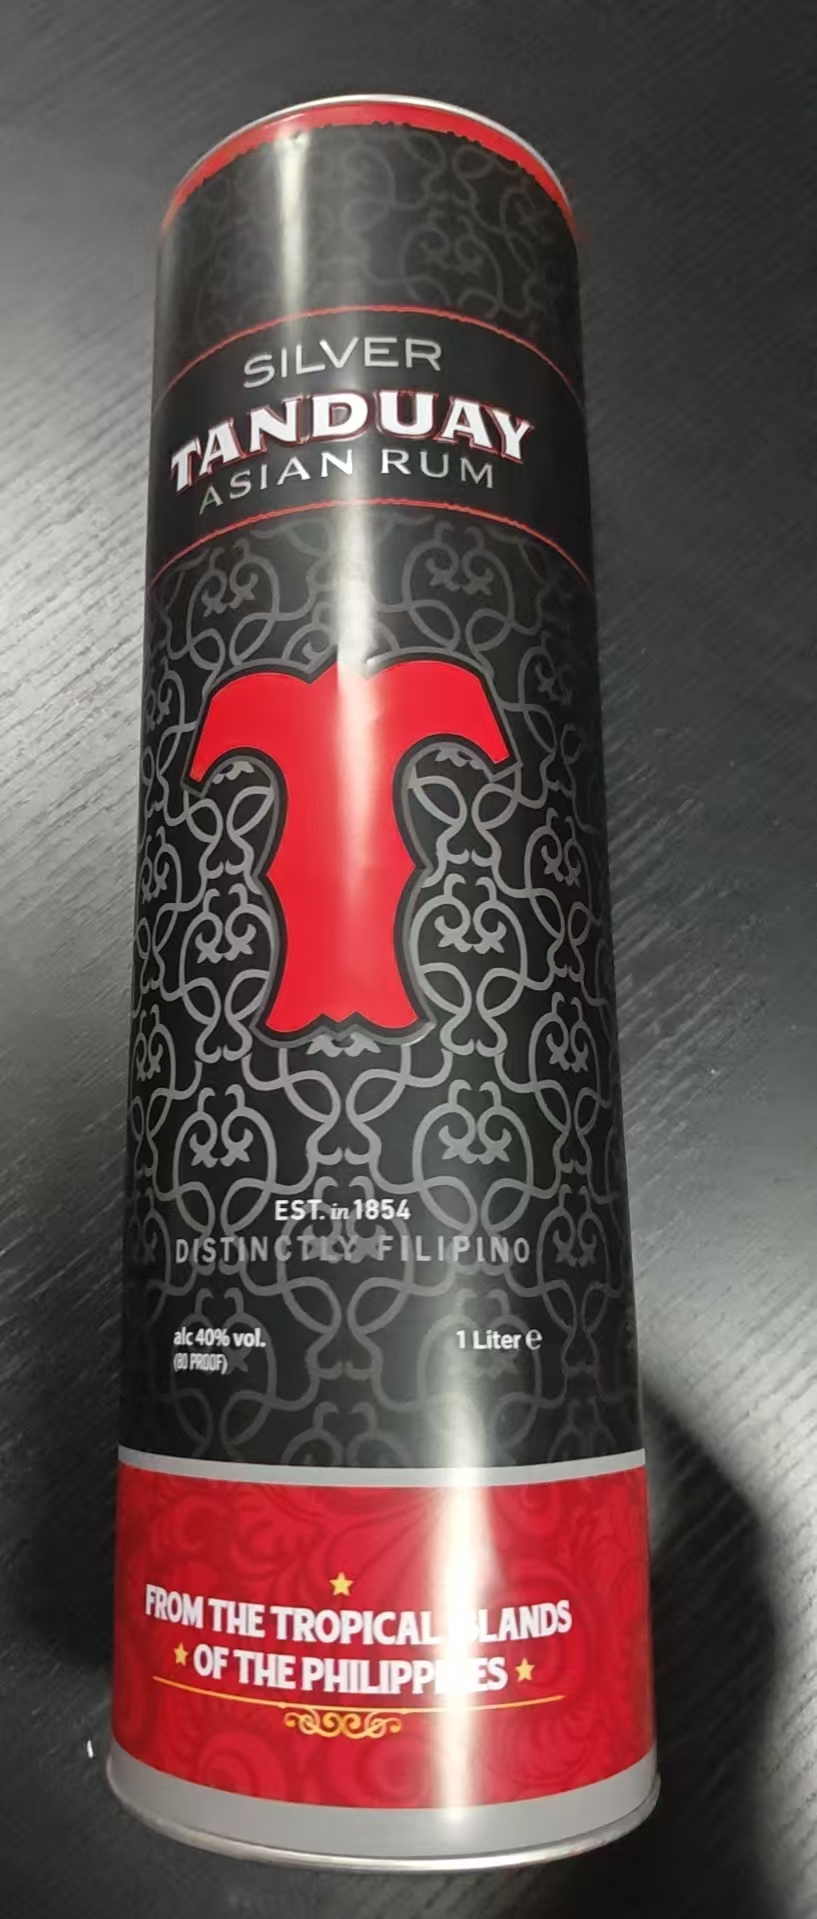 SILVER
TANDUAY
ASIAN RUM
T
EST. in 1854
DISTINCTLY FILIPINO
alc 40% vol. 1 Liter ℮
(80 PROOF)
FROM THE TROPICAL ISLANDS
OF THE PHILIPPINES